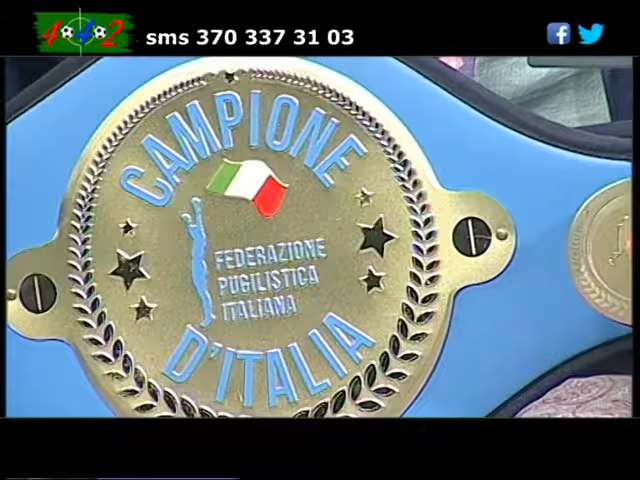 4 4 2
sms 370 337 31 03
CAMPIONE
FEDERAZIONE
PUGILISTICA
ITALIANA
D'ITALIA